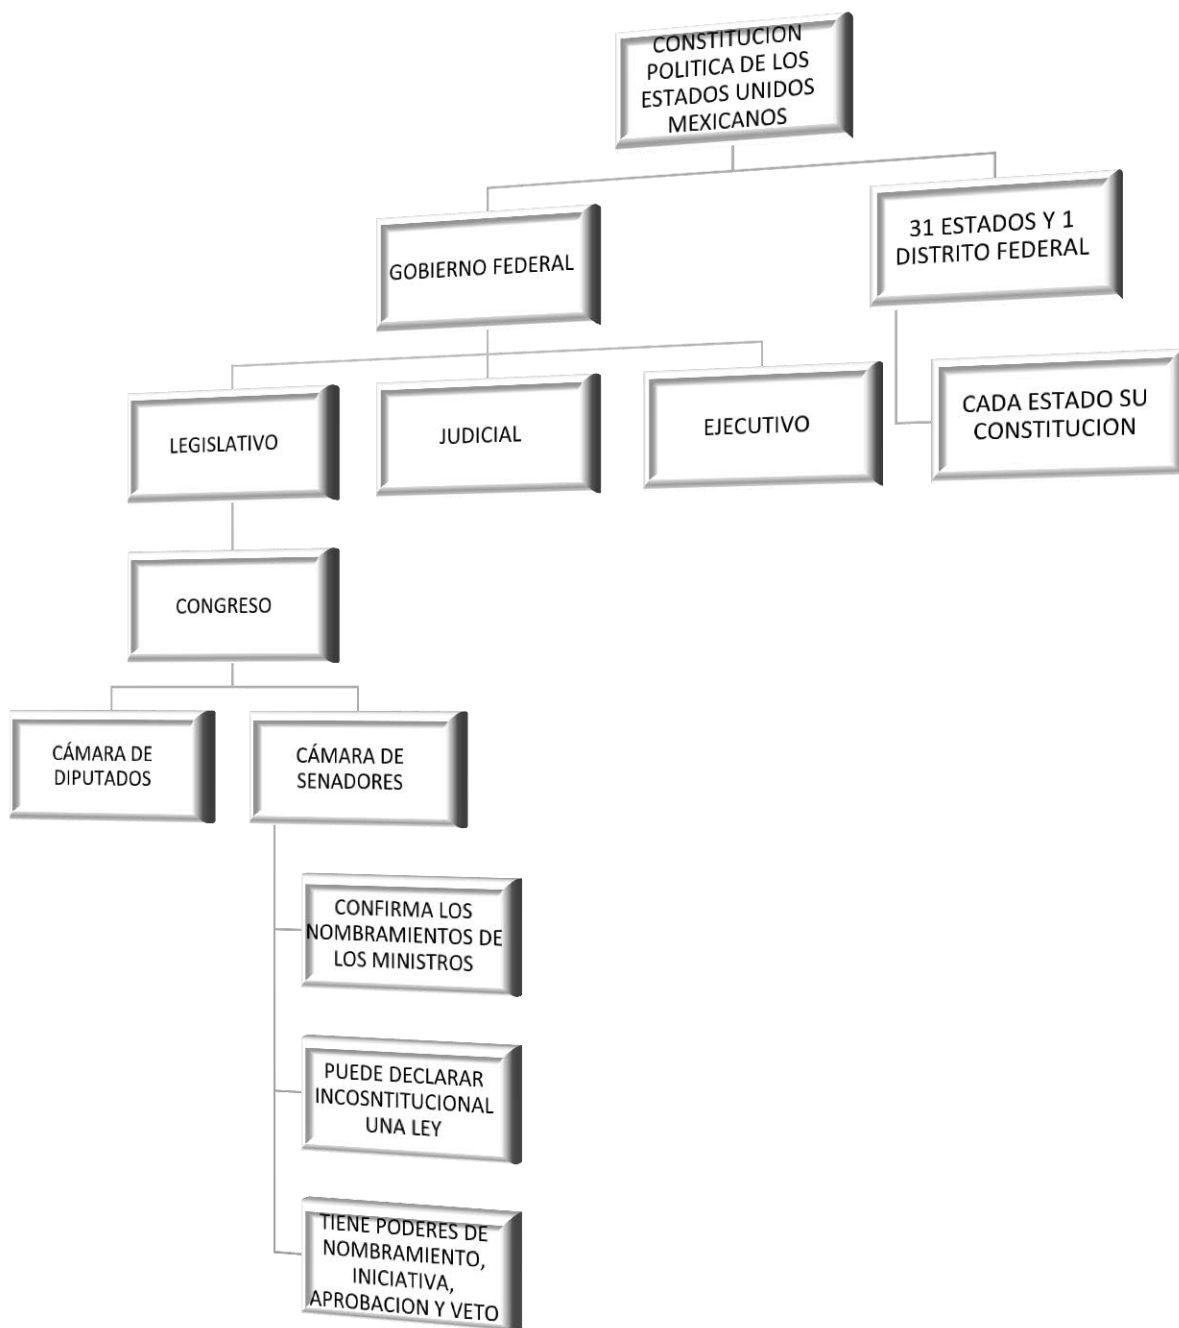 CONSTITUCION
POLITICA DE LOS
ESTADOS UNIDOS
MEXICANOS
GOBIERNO FEDERAL
31 ESTADOS Y 1
DISTRITO FEDERAL
LEGISLATIVO
JUDICIAL
EJECUTIVO
CADA ESTADO SU
CONSTITUCION
CONGRESO
CÁMARA DE
DIPUTADOS
CÁMARA DE
SENADORES
CONFIRMA LOS
NOMBRAMIENTOS DE
LOS MINISTROS
PUEDE DECLARAR
INCOSNTITUCIONAL
UNA LEY
TIENE PODERES DE
NOMBRAMIENTO,
INICIATIVA,
APROBACION Y VETO